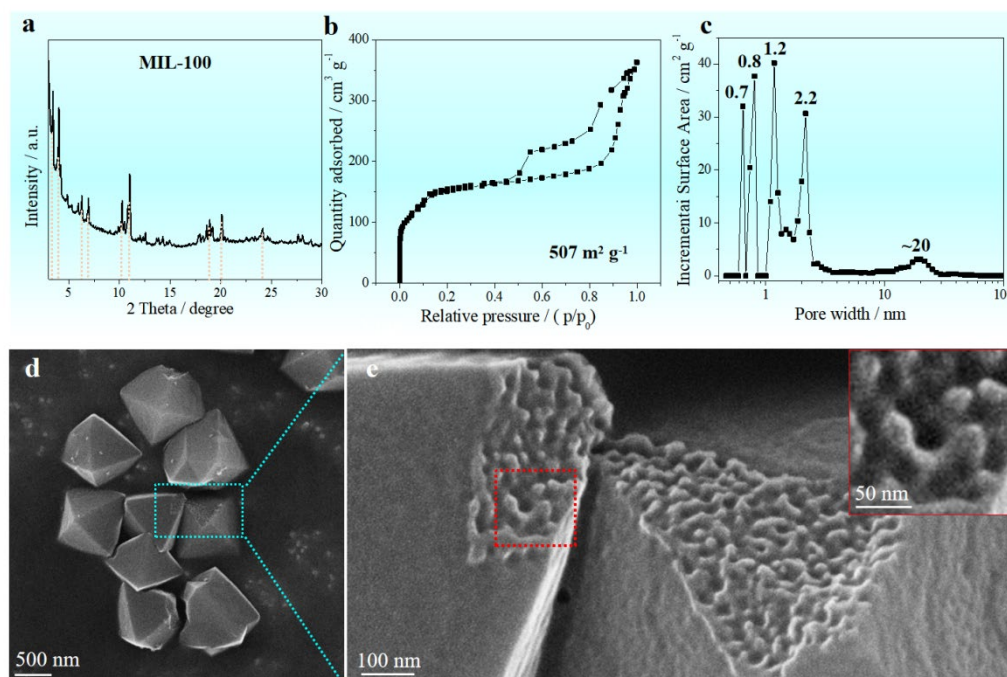 a
MIL-100
Intensity / a.u.
5
10
15
20
25
30
2 Theta / degree
b
400
300
200
100
0
Quantity adsorbed / cm³ g⁻¹
507 m² g⁻¹
0.0
0.2
0.4
0.6
0.8
1.0
Relative pressure / ( p/p₀)
c
50
40
30
20
10
0
Incremental Surface Area / cm² g⁻¹
0.7
0.8
1.2
2.2
~20
1
10
100
Pore width / nm
d
500 nm
e
100 nm
50 nm